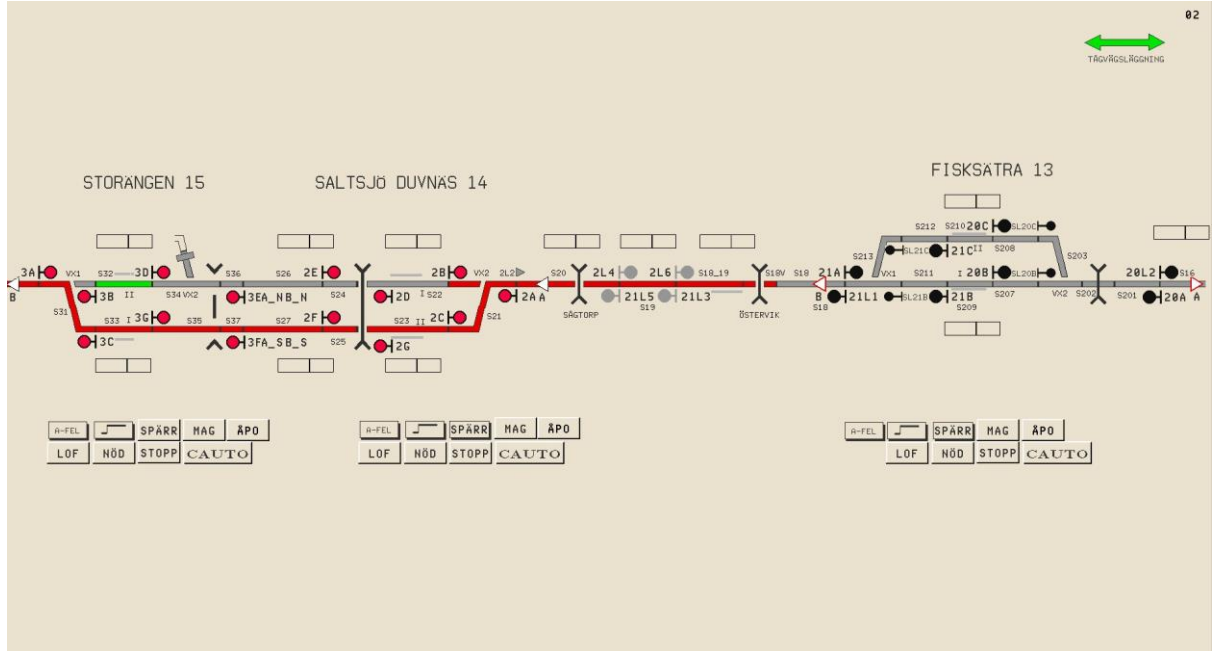 02
TÅGVÄGSLÄGGNING
FISKSÄTRA 13
STORÄNGEN 15
SALTSJÖ DUVNÄS 14
S212 S210 20C SL20C
S213 SL21C 21C II S208 S203
3A VX1 S32 3D S36 S26 2E 2B VX2 2L2 S20 2L4 2L6 S18_19 S18V S18 21A VX1 S211 I 20B SL20B 20L2 S16
B 3B II S34 VX2 3EA_NB_N S24 2D I S22 2A A 21L5 21L3 B 21L1 SL21B 21B S207 VX2 S202 S201 20A A
S31 S33 I 3G S35 S37 S27 2F S23 II 2C S21 SÄGTORP S19 ÖSTERVIK S18 S209
3C 3FA_SB_S S25 2G
A-FEL SPÄRR MAG ÅPO
LOF NÖD STOPP CAUTO
A-FEL SPÄRR MAG ÅPO
LOF NÖD STOPP CAUTO
A-FEL SPÄRR MAG ÅPO
LOF NÖD STOPP CAUTO